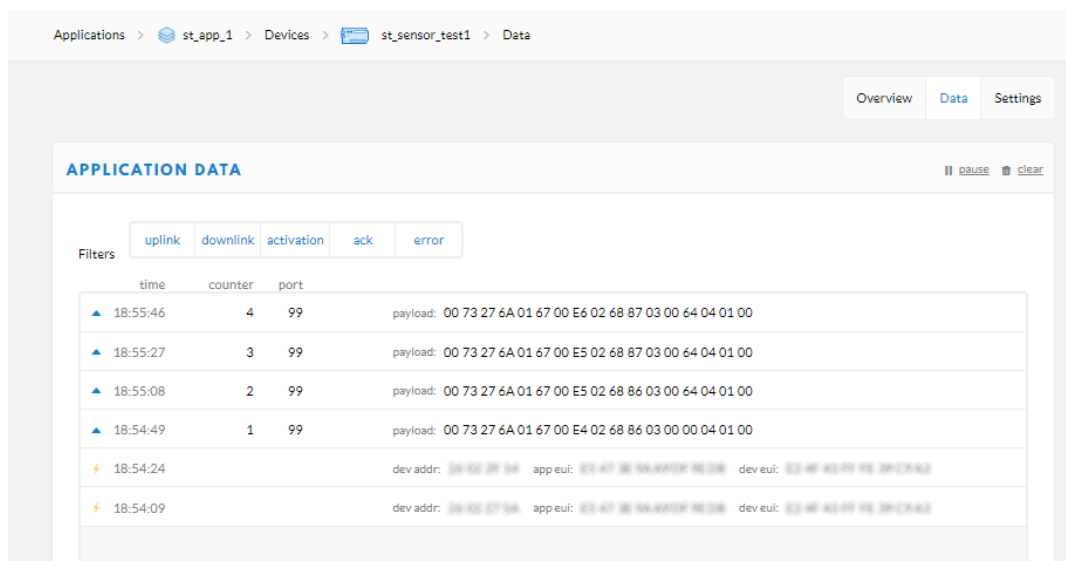 Applications > st_app_1 > Devices > st_sensor_test1 > Data
Overview Data Settings
APPLICATION DATA pause clear
Filters uplink downlink activation ack error
time counter port
18:55:46 4 99 payload: 00 73 27 6A 01 67 00 E6 02 68 87 03 00 64 04 01 00
18:55:27 3 99 payload: 00 73 27 6A 01 67 00 E5 02 68 87 03 00 64 04 01 00
18:55:08 2 99 payload: 00 73 27 6A 01 67 00 E5 02 68 86 03 00 64 04 01 00
18:54:49 1 99 payload: 00 73 27 6A 01 67 00 E4 02 68 86 03 00 00 04 01 00
18:54:24 dev addr: app eui: dev eui:
18:54:09 dev addr: app eui: dev eui: